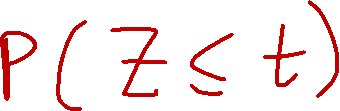 P(Z ≤ t)